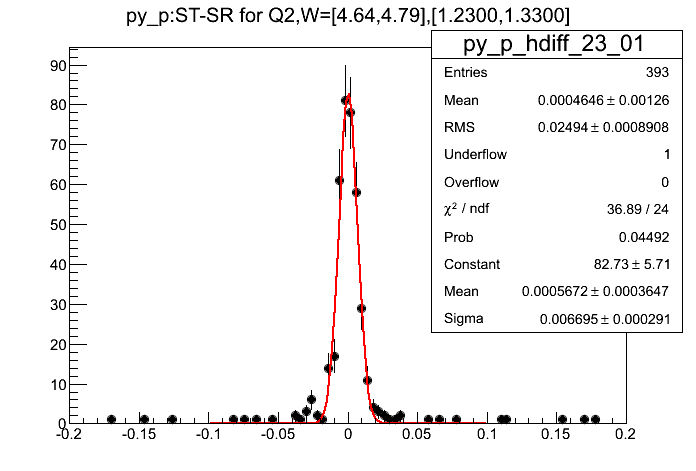 py_p:ST-SR for Q2,W=[4.64,4.79],[1.2300,1.3300]
py_p_hdiff_23_01
Entries 393
Mean 0.0004646 ± 0.00126
RMS 0.02494 ± 0.0008908
Underflow 1
Overflow 0
χ² / ndf 36.89 / 24
Prob 0.04492
Constant 82.73 ± 5.71
Mean 0.0005672 ± 0.0003647
Sigma 0.006695 ± 0.000291
90
80
70
60
50
40
30
20
10
0
-0.2 -0.15 -0.1 -0.05 0 0.05 0.1 0.15 0.2